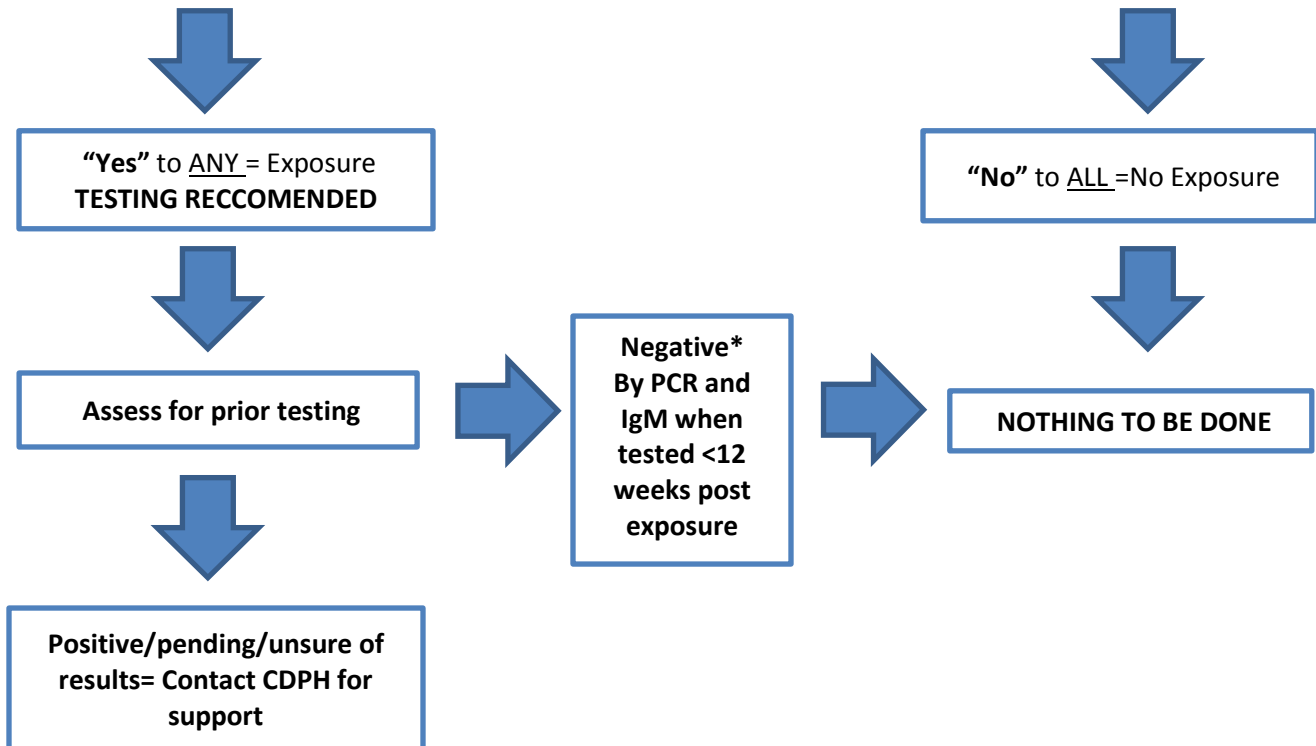 “Yes” to ANY = Exposure
TESTING RECCOMENDED
“No” to ALL =No Exposure
Assess for prior testing
Negative*
By PCR and
IgM when
tested <12
weeks post
exposure
NOTHING TO BE DONE
Positive/pending/unsure of
results= Contact CDPH for
support